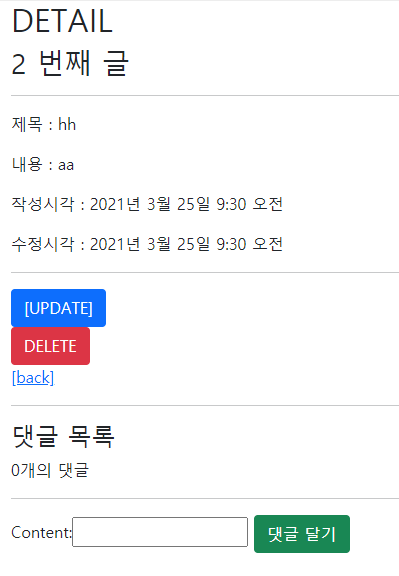 DETAIL
2 번째 글
제목 : hh
내용 : aa
작성시각 : 2021년 3월 25일 9:30 오전
수정시각 : 2021년 3월 25일 9:30 오전
[UPDATE]
DELETE
[back]
댓글 목록
0개의 댓글
Content: 댓글 달기